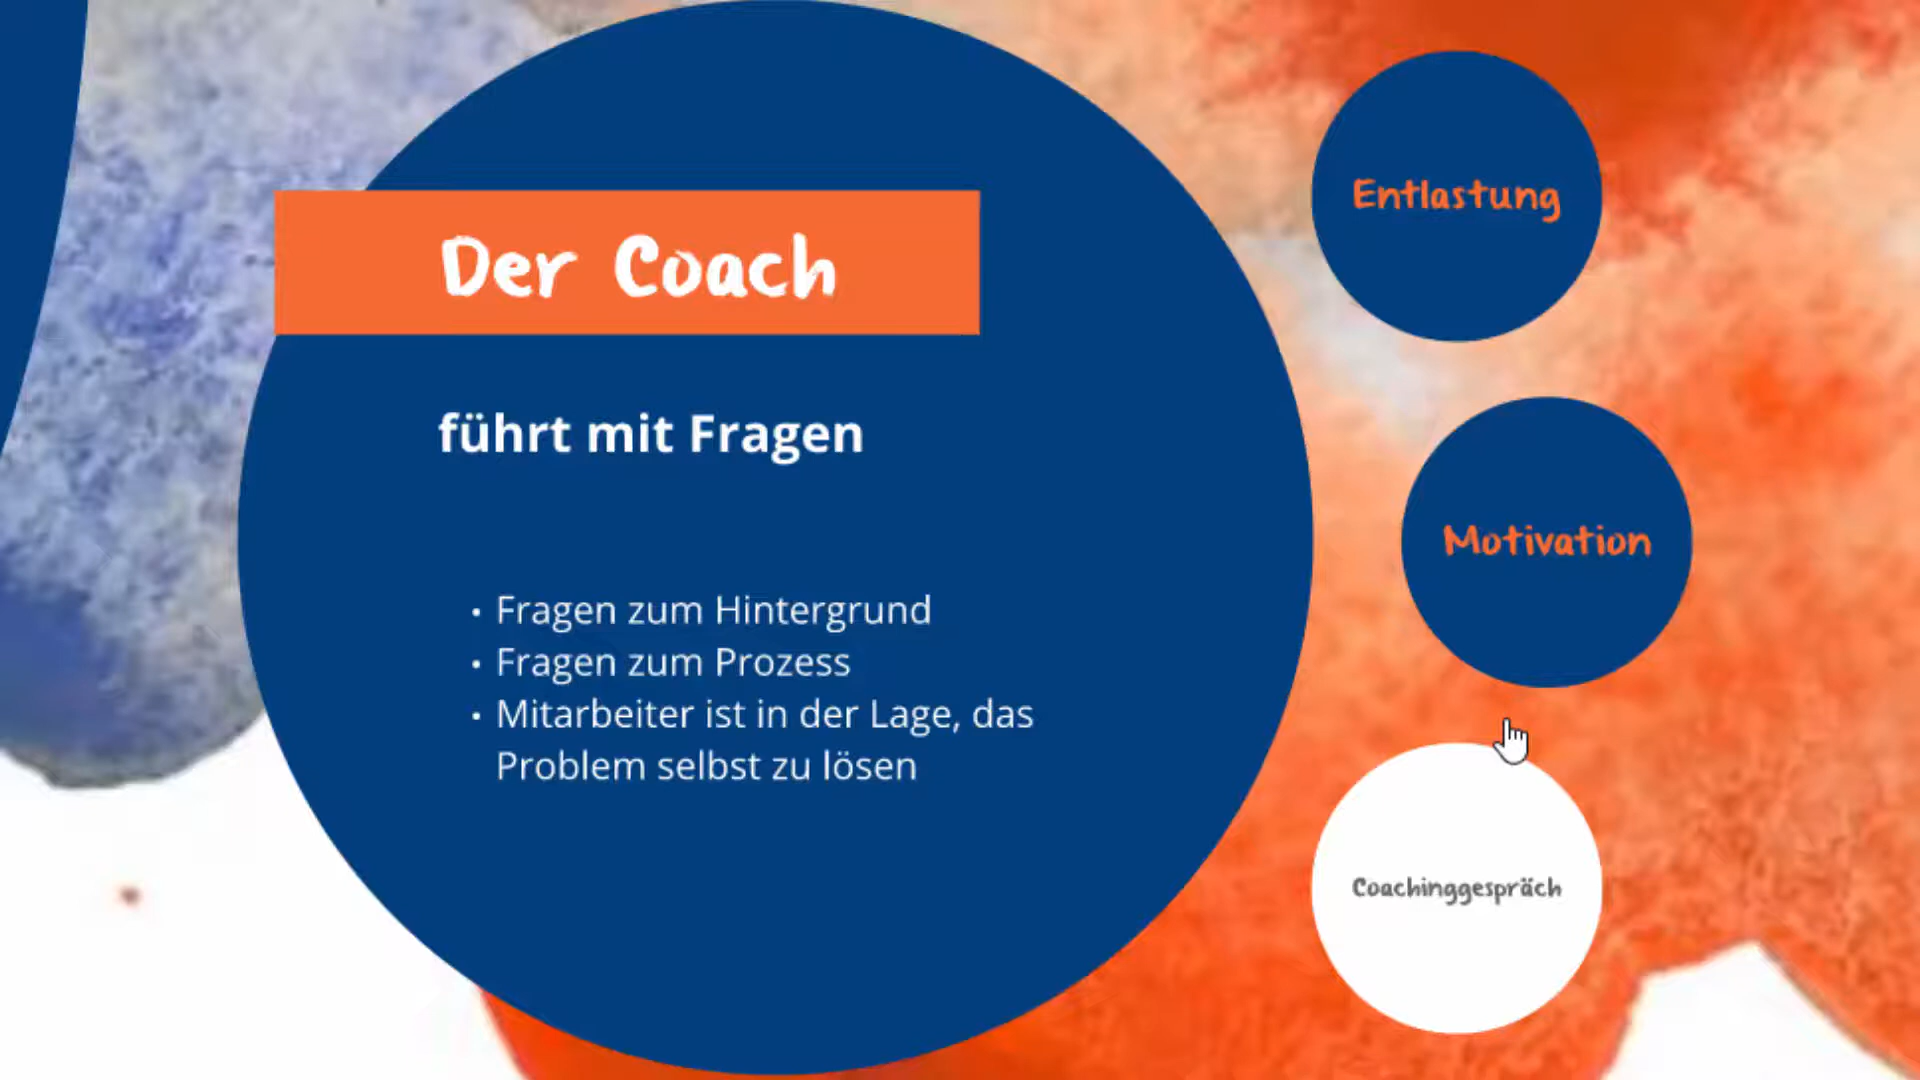 Der Coach
führt mit Fragen
• Fragen zum Hintergrund
• Fragen zum Prozess
• Mitarbeiter ist in der Lage, das
Problem selbst zu lösen
Entlastung
Motivation
Coachinggespräch